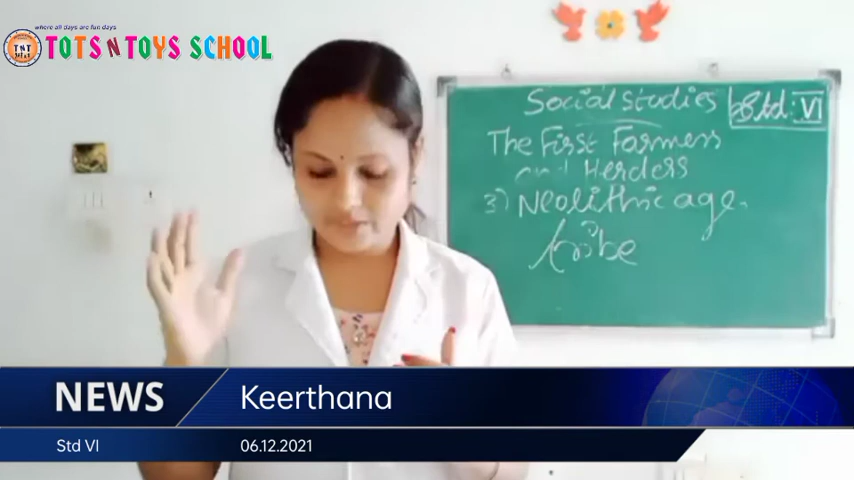 where all days are fun days
TOTS N TOYS SCHOOL
TNT
Social studies
Std: VI
The First Farmers
and Herders
3) Neolithic age.
tribe
NEWS
Keerthana
Std VI
06.12.2021